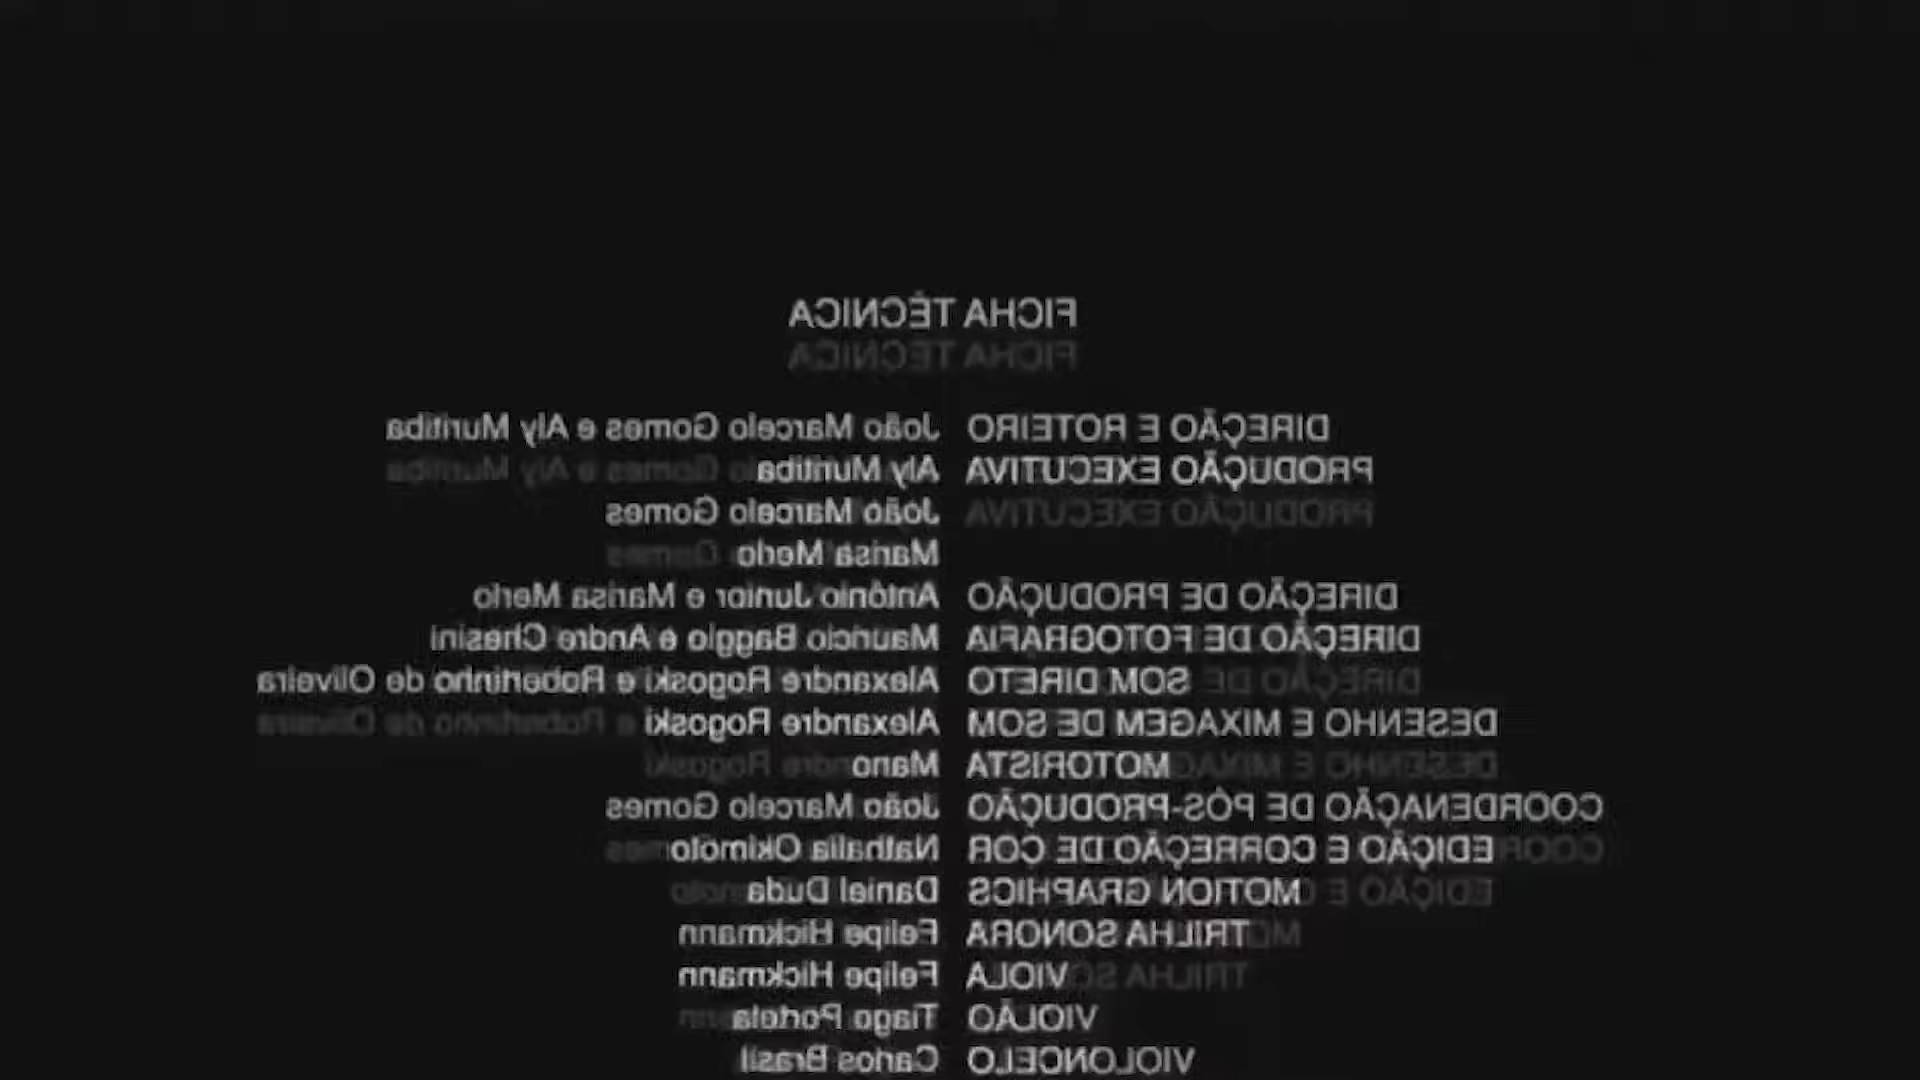 FICHA TÉCNICA
DIREÇÃO E ROTEIRO João Marcelo Gomes e Aly Muritiba
PRODUÇÃO EXECUTIVA Aly Muritiba
João Marcelo Gomes
Marisa Merlo
DIREÇÃO DE PRODUÇÃO Antônio Junior e Marisa Merlo
DIREÇÃO DE FOTOGRAFIA Mauricio Baggio e Andre Chesini
SOM DIRETO Alexandre Rogoski e Robertinho de Oliveira
DESENHO E MIXAGEM DE SOM Alexandre Rogoski
MOTORISTA Mano
COORDENAÇÃO DE PÓS-PRODUÇÃO João Marcelo Gomes
EDIÇÃO E CORREÇÃO DE COR Nathalia Okimoto
MOTION GRAPHICS Daniel Duda
TRILHA SONORA Felipe Hickmann
VIOLA Felipe Hickmann
VIOLÃO Tiago Portela
VIOLONCELO Carlos Brasil